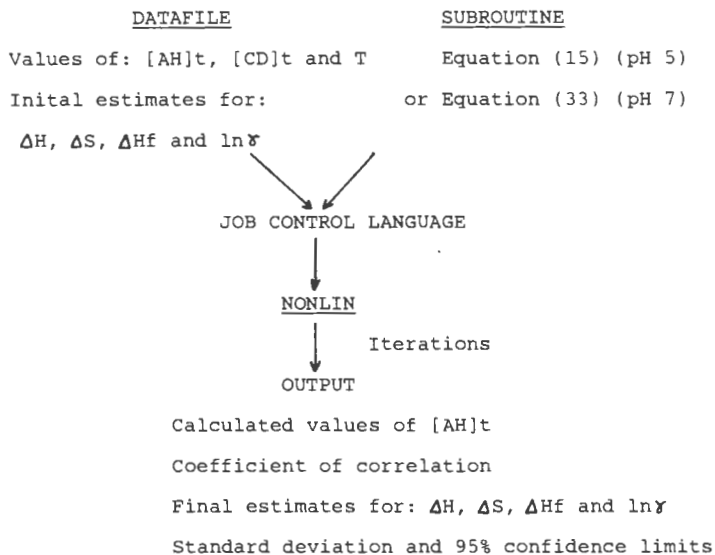 DATAFILE SUBROUTINE
Values of: [AH]t, [CD]t and T Equation (15) (pH 5)
Inital estimates for: or Equation (33) (pH 7)
ΔH, ΔS, ΔHf and lnγ
JOB CONTROL LANGUAGE
NONLIN
Iterations
OUTPUT
Calculated values of [AH]t
Coefficient of correlation
Final estimates for: ΔH, ΔS, ΔHf and lnγ
Standard deviation and 95% confidence limits